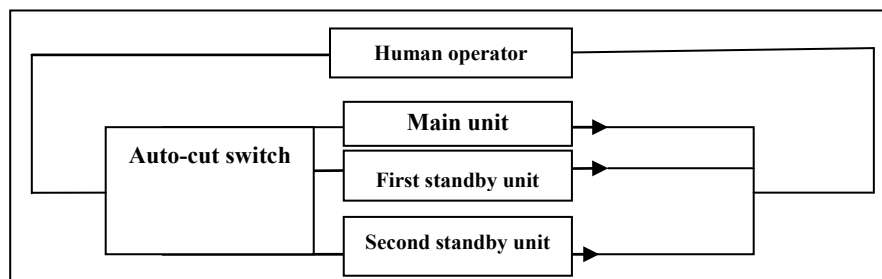 Human operator
Main unit
Auto-cut switch
First standby unit
Second standby unit